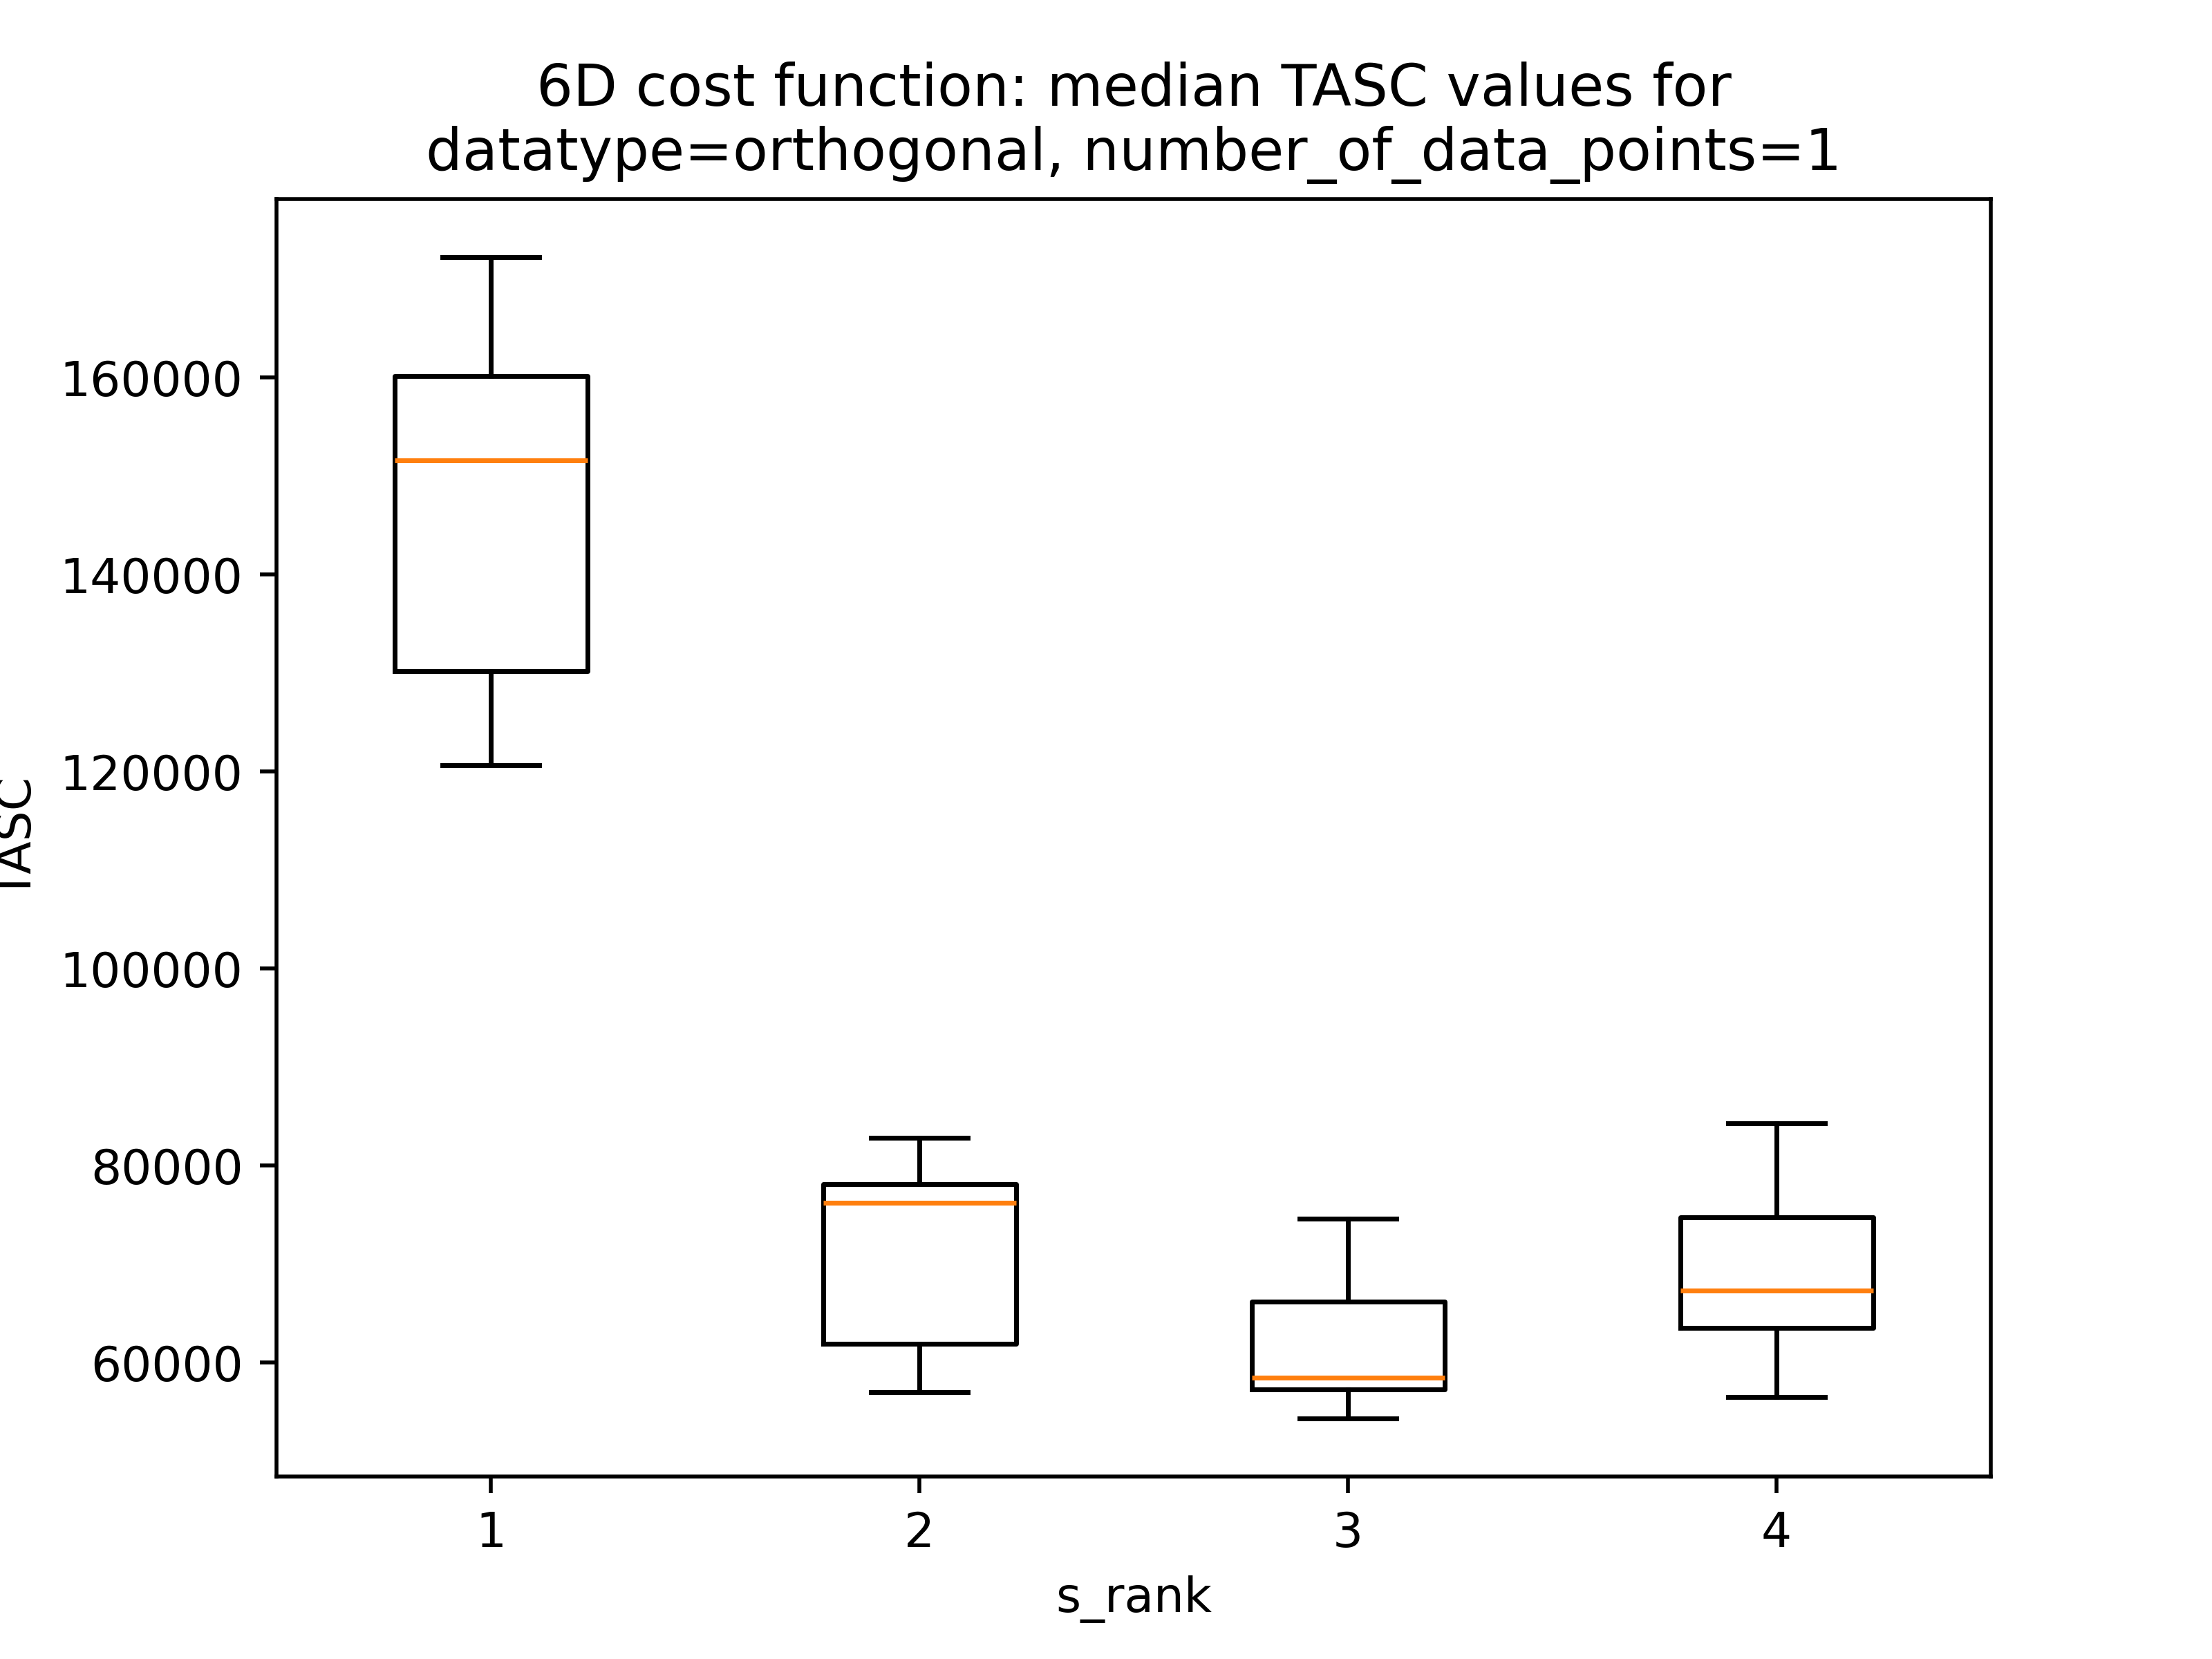 6D cost function: median TASC values for
datatype=orthogonal, number_of_data_points=1
160000
140000
120000
100000
80000
60000
TASC
1 2 3 4
s_rank